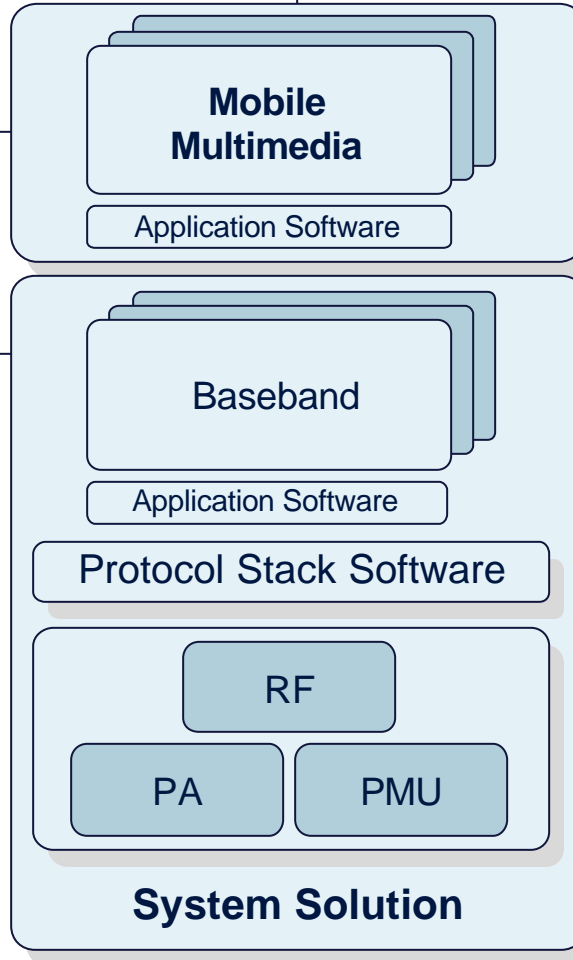 Mobile
Multimedia
Application Software
Baseband
Application Software
Protocol Stack Software
RF
PA
PMU
System Solution